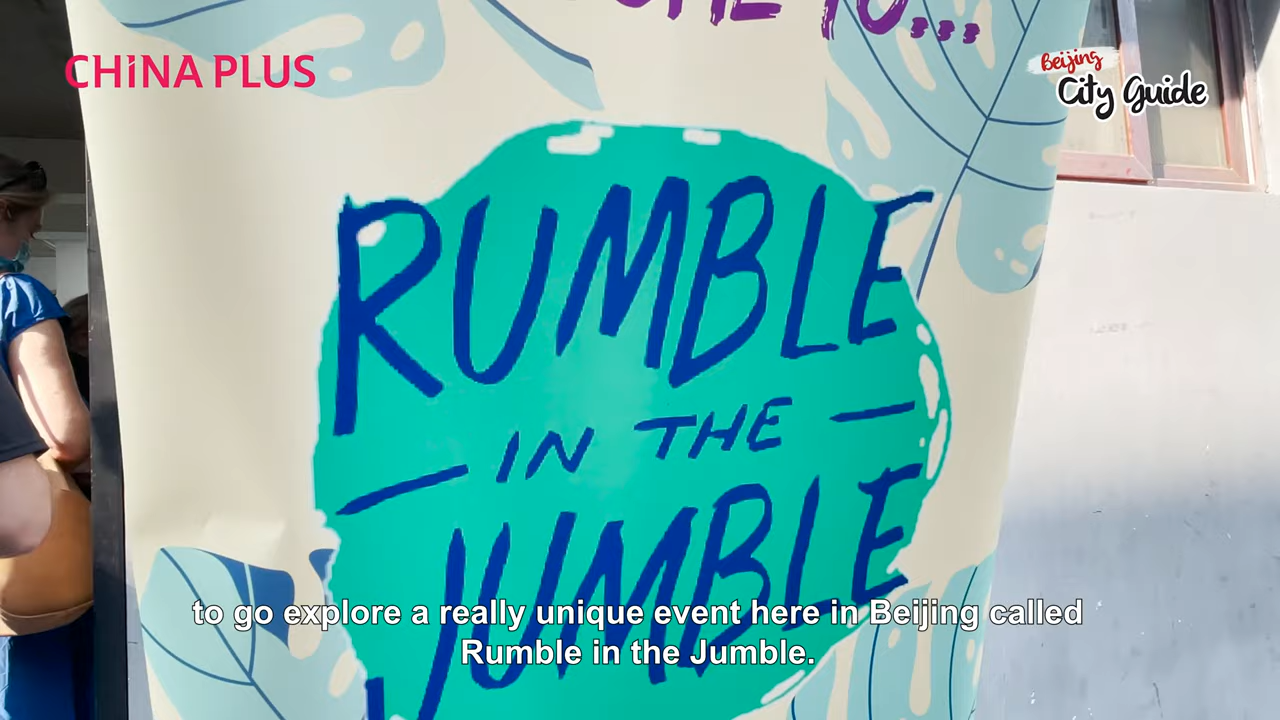 TO...
CHiNA PLUS
Beijing
City Guide
RUMBLE
IN THE
JUMBLE
to go explore a really unique event here in Beijing called
Rumble in the Jumble.